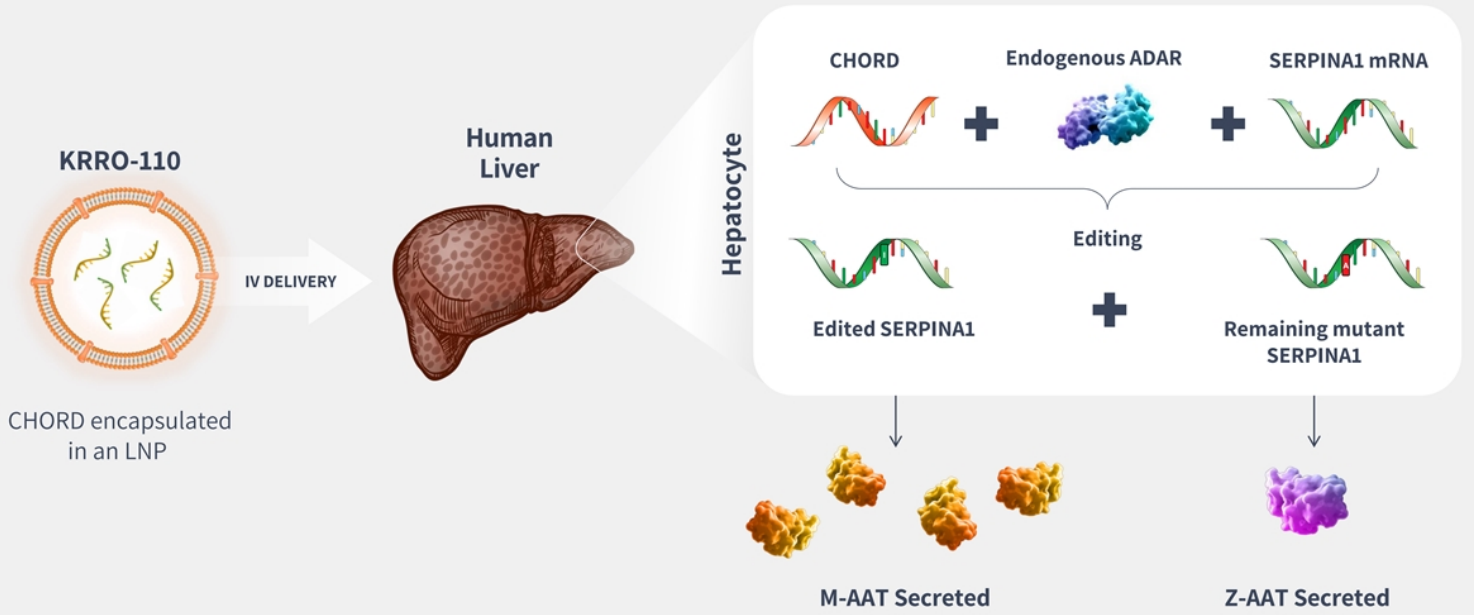 KRRO-110
IV DELIVERY
CHORD encapsulated
in an LNP
Human
Liver
Hepatocyte
CHORD
Endogenous ADAR
SERPINA1 mRNA
Editing
Edited SERPINA1
A
Remaining mutant
SERPINA1
M-AAT Secreted
Z-AAT Secreted